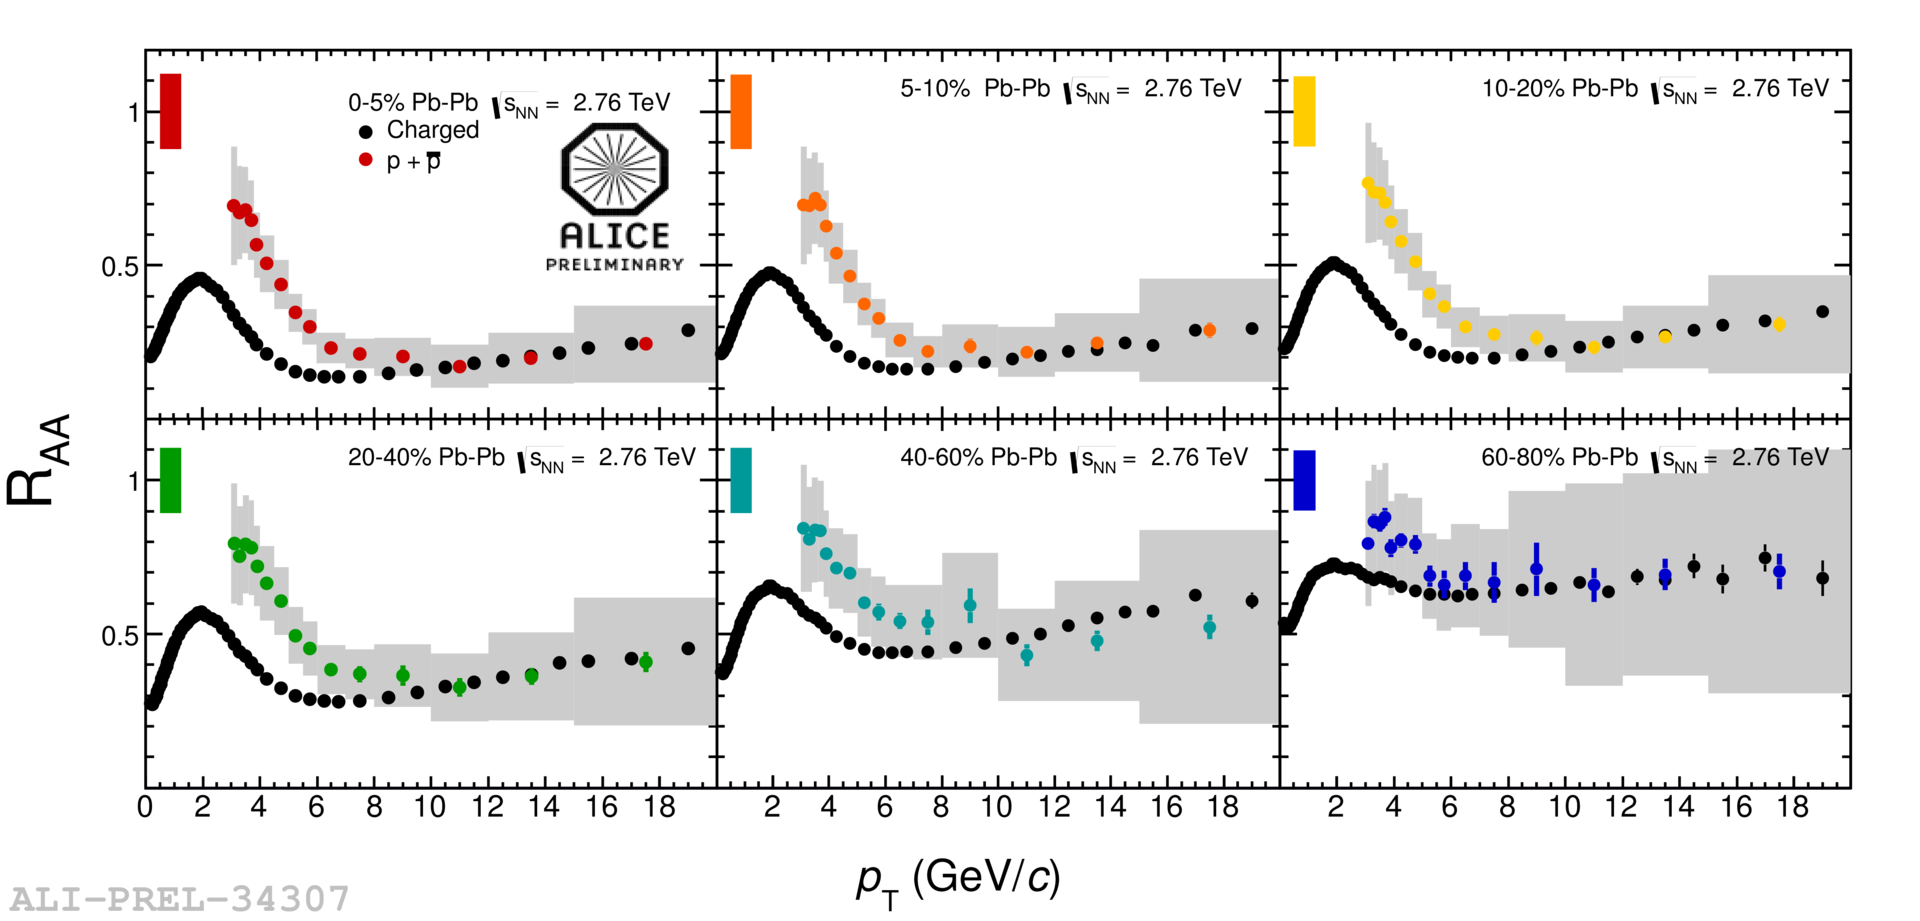 0-5% Pb-Pb √sNN = 2.76 TeV
Charged
p + p̅
ALICE
PRELIMINARY
5-10% Pb-Pb √sNN = 2.76 TeV
10-20% Pb-Pb √sNN = 2.76 TeV
1
0.5
RAA
20-40% Pb-Pb √sNN = 2.76 TeV
40-60% Pb-Pb √sNN = 2.76 TeV
60-80% Pb-Pb √sNN = 2.76 TeV
1
0.5
0 2 4 6 8 10 12 14 16 18
2 4 6 8 10 12 14 16 18
2 4 6 8 10 12 14 16 18
pT (GeV/c)
ALI-PREL-34307